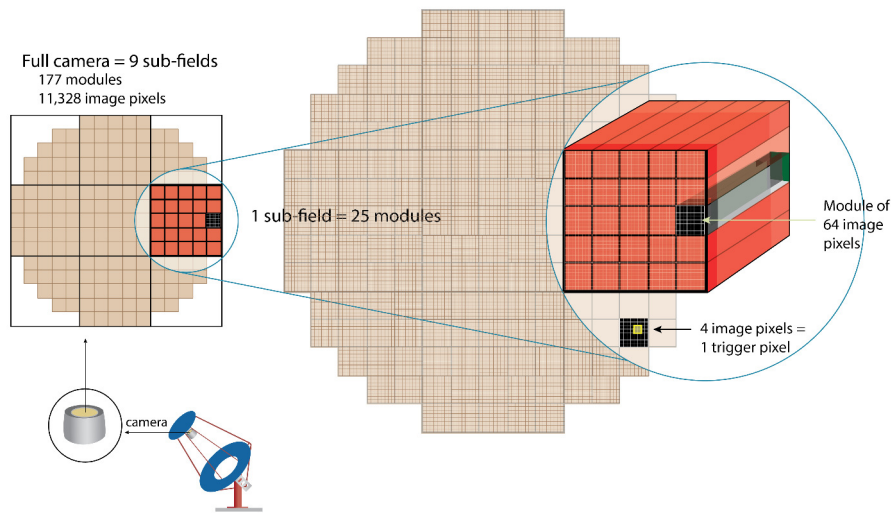 Full camera = 9 sub-fields
177 modules
11,328 image pixels
1 sub-field = 25 modules
Module of
64 image
pixels
4 image pixels =
1 trigger pixel
camera